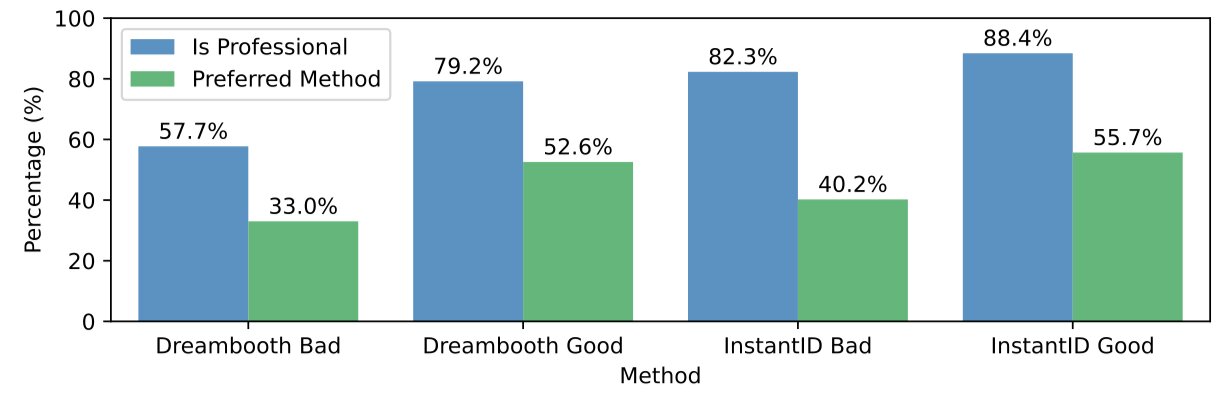 100
80
60
40
20
0
Percentage (%)
Is Professional
Preferred Method
57.7%
33.0%
79.2%
52.6%
82.3%
40.2%
88.4%
55.7%
Dreambooth Bad
Dreambooth Good
InstantID Bad
InstantID Good
Method